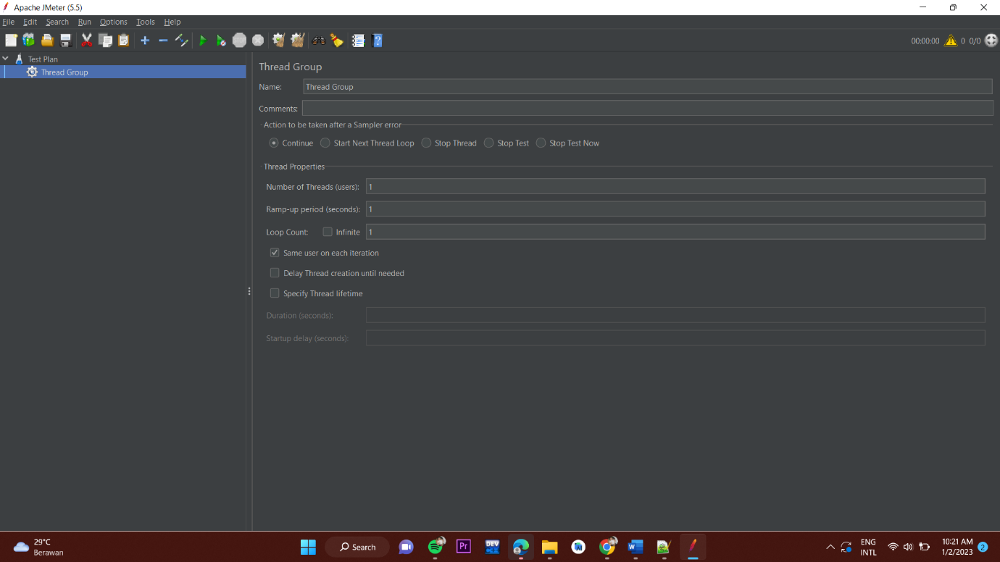 Apache JMeter (5.5)
File Edit Search Run Options Tools Help
00:00:00 0 0/0
Test Plan
Thread Group
Thread Group
Name: Thread Group
Comments:
Action to be taken after a Sampler error
Continue Start Next Thread Loop Stop Thread Stop Test Stop Test Now
Thread Properties
Number of Threads (users): 1
Ramp-up period (seconds): 1
Loop Count: Infinite 1
Same user on each iteration
Delay Thread creation until needed
Specify Thread lifetime
Duration (seconds):
Startup delay (seconds):
29°C
Berawan
Search
Pr
DEV
W
ENG
INTL
10:21 AM
1/2/2023
2